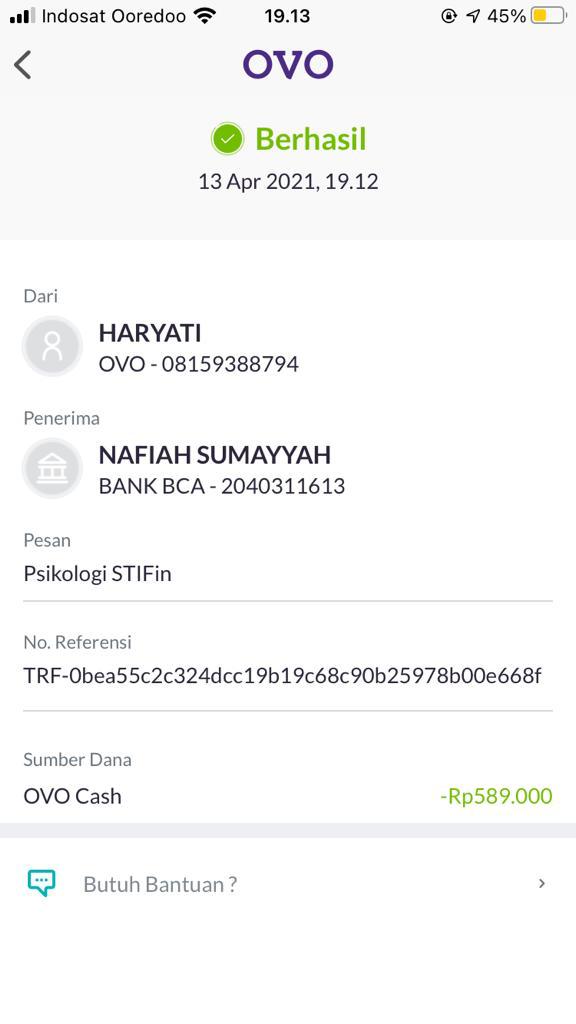 Indosat Ooredoo 19.13 45%
OVO
Berhasil
13 Apr 2021, 19.12
Dari
HARYATI
OVO - 08159388794
Penerima
NAFIAH SUMAYYAH
BANK BCA - 2040311613
Pesan
Psikologi STIFin
No. Referensi
TRF-0bea55c2c324dcc19b19c68c90b25978b00e668f
Sumber Dana
OVO Cash -Rp589.000
Butuh Bantuan ?